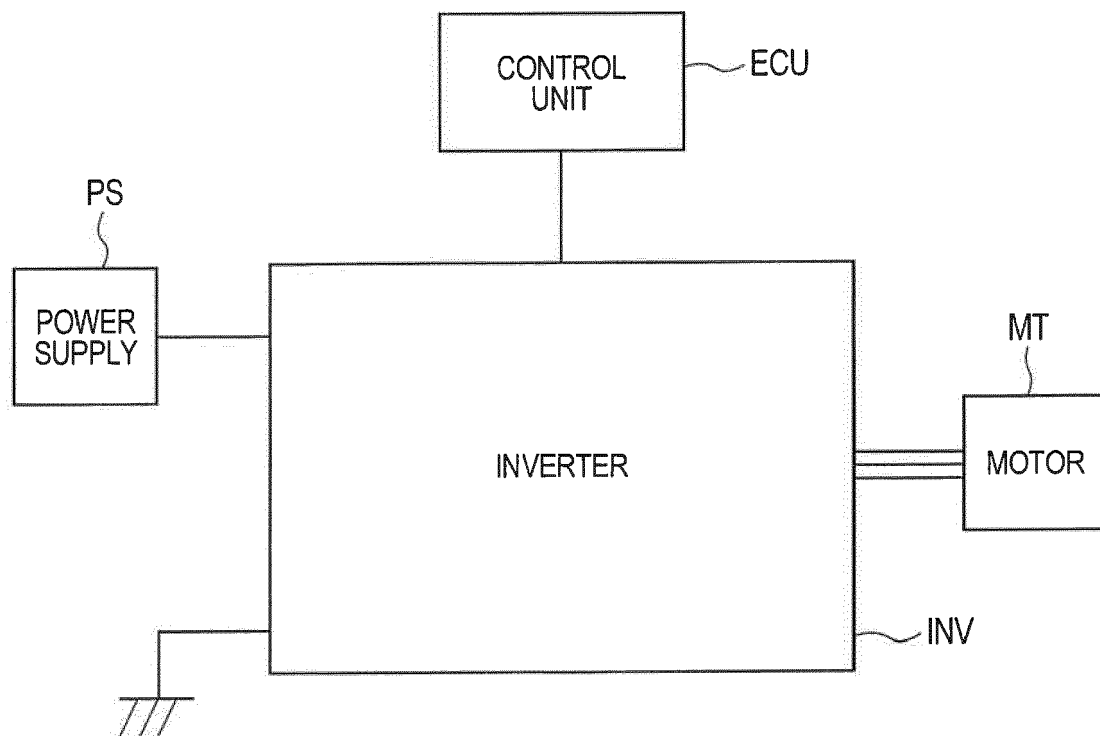 CONTROL
UNIT
ECU
PS
POWER
SUPPLY
MT
INVERTER
MOTOR
INV